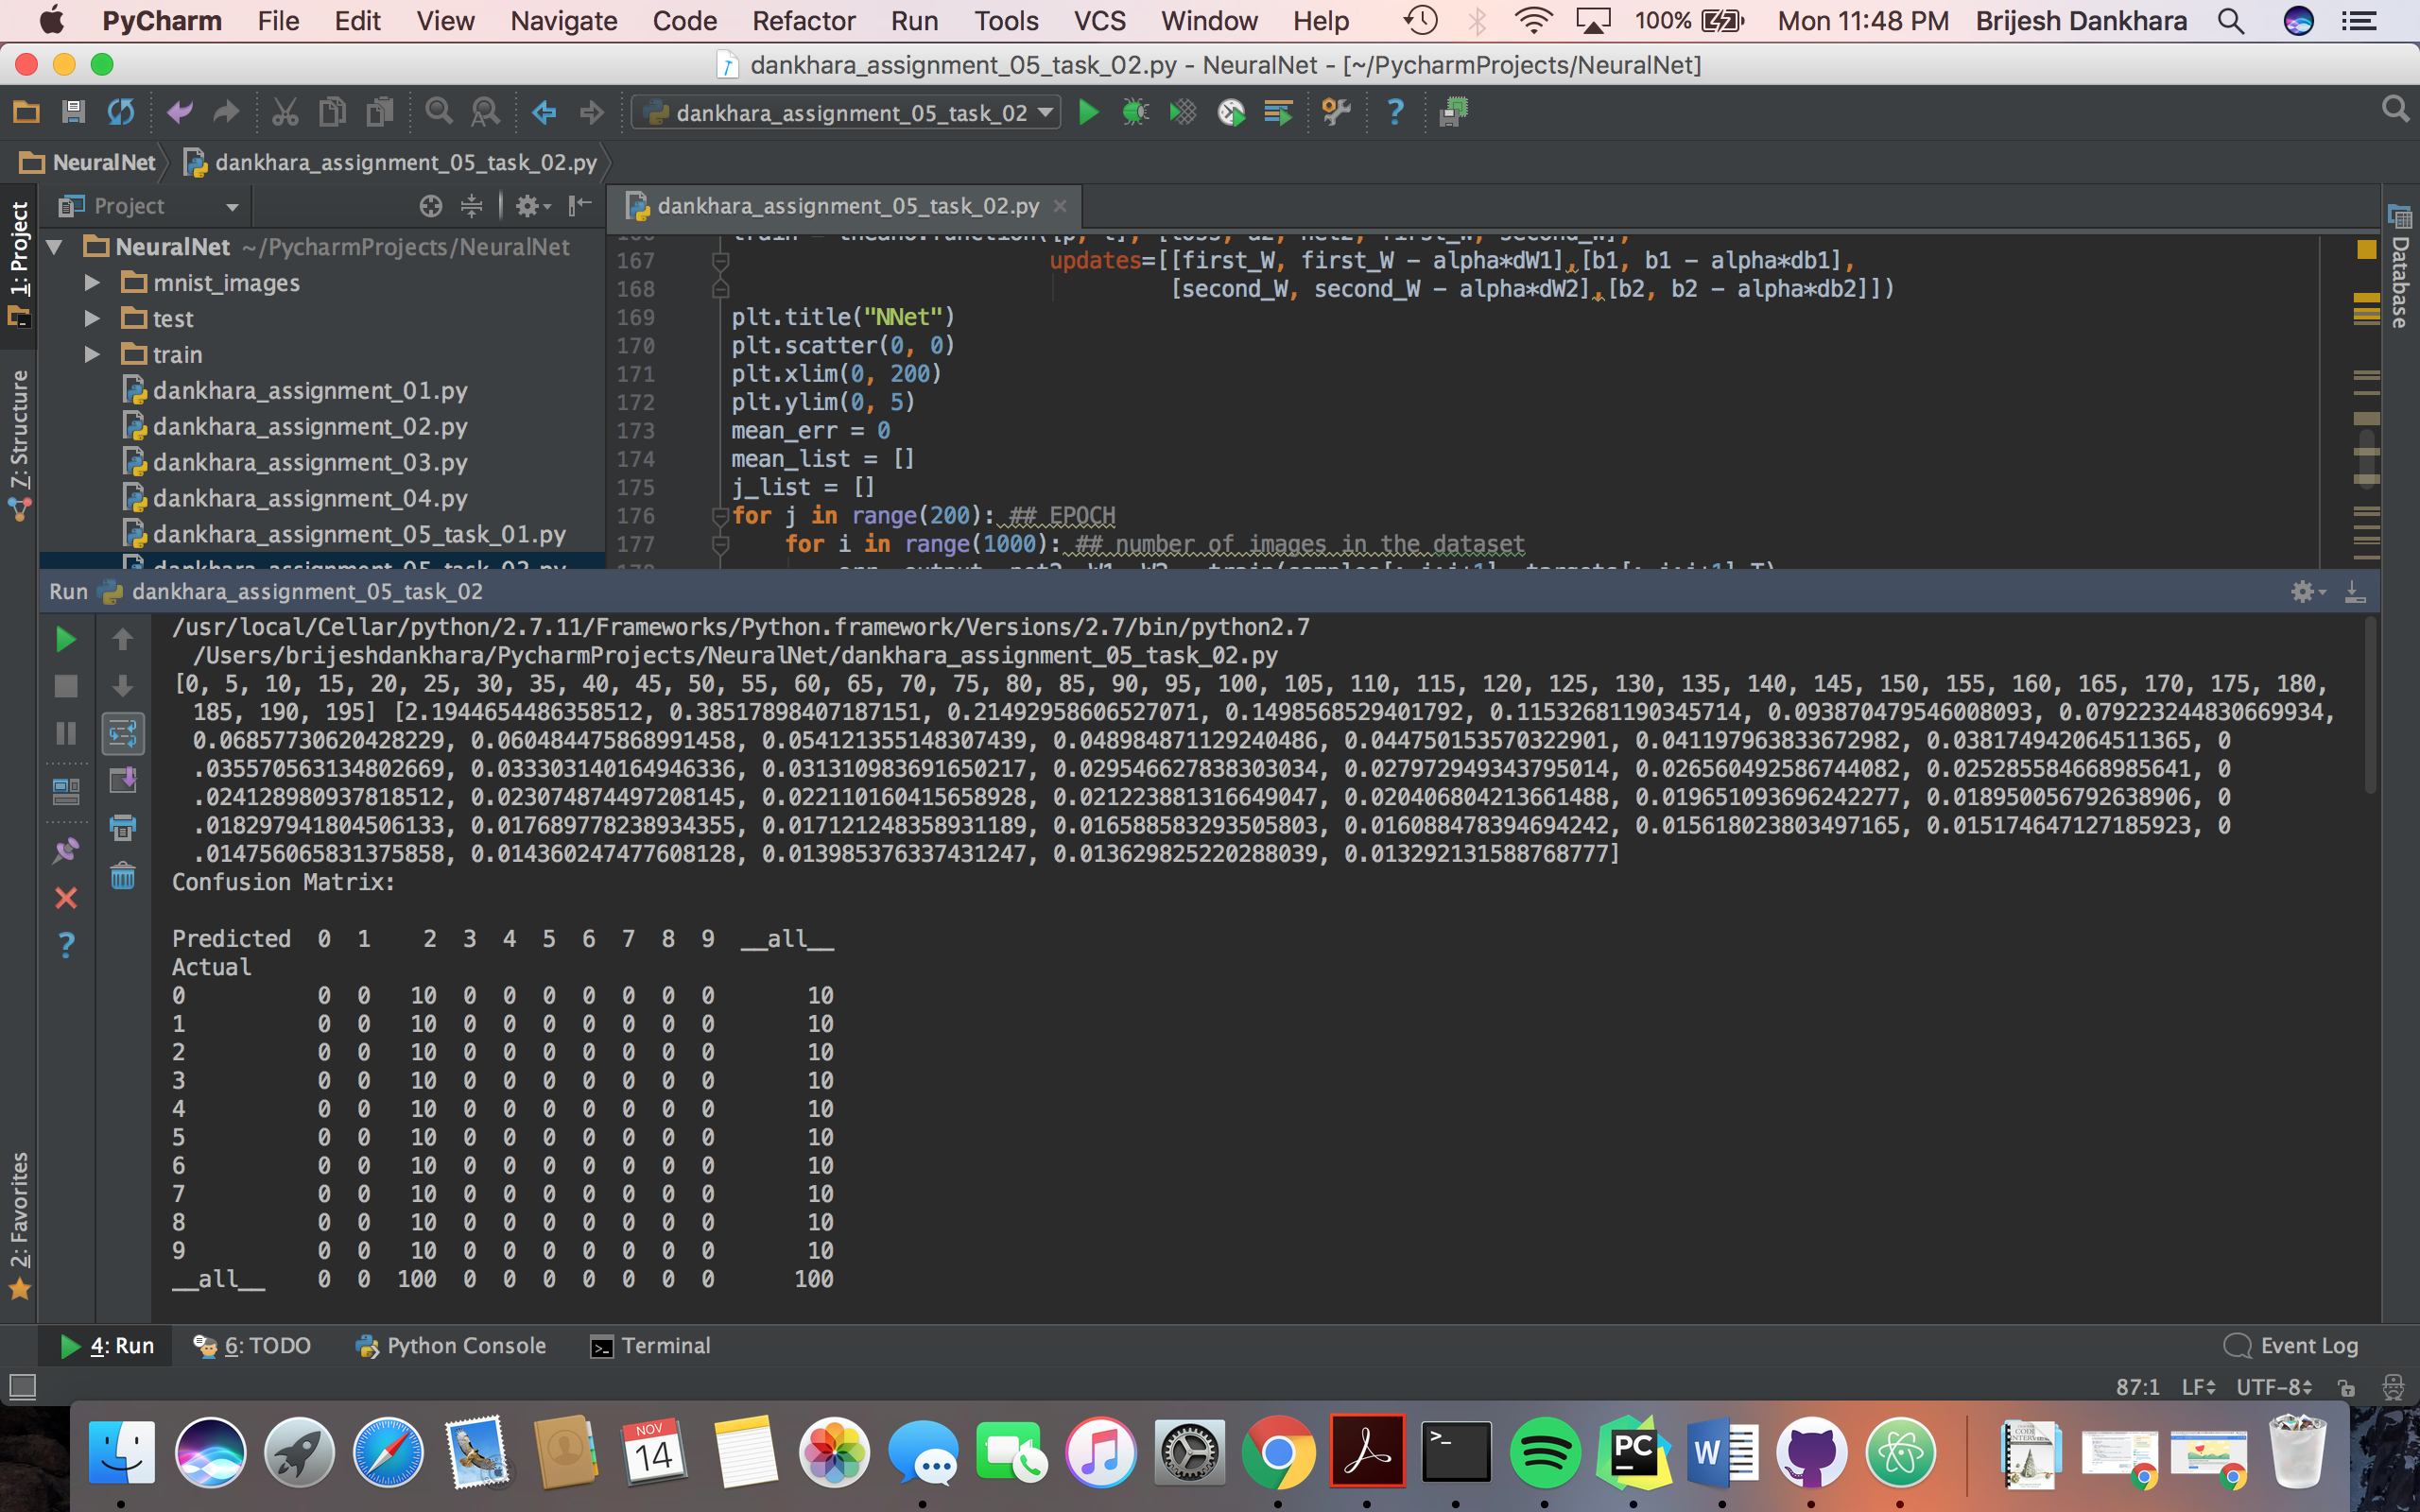 PyCharm File Edit View Navigate Code Refactor Run Tools VCS Window Help 100% Mon 11:48 PM Brijesh Dankhara
dankhara_assignment_05_task_02.py - NeuralNet - [~/PycharmProjects/NeuralNet]
dankhara_assignment_05_task_02
NeuralNet dankhara_assignment_05_task_02.py
1: Project
Z: Structure
2: Favorites
Database
Project
dankhara_assignment_05_task_02.py
NeuralNet ~/PycharmProjects/NeuralNet
mnist_images
test
train
dankhara_assignment_01.py
dankhara_assignment_02.py
dankhara_assignment_03.py
dankhara_assignment_04.py
dankhara_assignment_05_task_01.py
167 updates=[[first_W, first_W - alpha*dW1],[b1, b1 - alpha*db1],
168 [second_W, second_W - alpha*dW2],[b2, b2 - alpha*db2]])
169 plt.title("NNet")
170 plt.scatter(0, 0)
171 plt.xlim(0, 200)
172 plt.ylim(0, 5)
173 mean_err = 0
174 mean_list = []
175 j_list = []
176 for j in range(200): ## EPOCH
177 for i in range(1000): ## number of images in the dataset
Run dankhara_assignment_05_task_02
/usr/local/Cellar/python/2.7.11/Frameworks/Python.framework/Versions/2.7/bin/python2.7
/Users/brijeshdankhara/PycharmProjects/NeuralNet/dankhara_assignment_05_task_02.py
[0, 5, 10, 15, 20, 25, 30, 35, 40, 45, 50, 55, 60, 65, 70, 75, 80, 85, 90, 95, 100, 105, 110, 115, 120, 125, 130, 135, 140, 145, 150, 155, 160, 165, 170, 175, 180,
185, 190, 195] [2.1944654486358512, 0.38517898407187151, 0.21492958606527071, 0.1498568529401792, 0.11532681190345714, 0.093870479546008093, 0.079223244830669934,
0.06857730620428229, 0.060484475868991458, 0.054121355148307439, 0.048984871129240486, 0.044750153570322901, 0.041197963833672982, 0.038174942064511365, 0
.035570563134802669, 0.033303140164946336, 0.031310983691650217, 0.029546627838303034, 0.027972949343795014, 0.026560492586744082, 0.025285584668985641, 0
.024128980937818512, 0.023074874497208145, 0.022110160415658928, 0.021223881316649047, 0.020406804213661488, 0.019651093696242277, 0.018950056792638906, 0
.018297941804506133, 0.017689778238934355, 0.017121248358931189, 0.016588583293505803, 0.016088478394694242, 0.015618023803497165, 0.015174647127185923, 0
.014756065831375858, 0.014360247477608128, 0.013985376337431247, 0.013629825220288039, 0.013292131588768777]
Confusion Matrix:
Predicted 0 1 2 3 4 5 6 7 8 9 __all__
Actual
0 0 0 10 0 0 0 0 0 0 0 10
1 0 0 10 0 0 0 0 0 0 0 10
2 0 0 10 0 0 0 0 0 0 0 10
3 0 0 10 0 0 0 0 0 0 0 10
4 0 0 10 0 0 0 0 0 0 0 10
5 0 0 10 0 0 0 0 0 0 0 10
6 0 0 10 0 0 0 0 0 0 0 10
7 0 0 10 0 0 0 0 0 0 0 10
8 0 0 10 0 0 0 0 0 0 0 10
9 0 0 10 0 0 0 0 0 0 0 10
__all__ 0 0 100 0 0 0 0 0 0 0 100
4: Run 6: TODO Python Console Terminal Event Log
87:1 LF UTF-8
NOV
14
PC
W